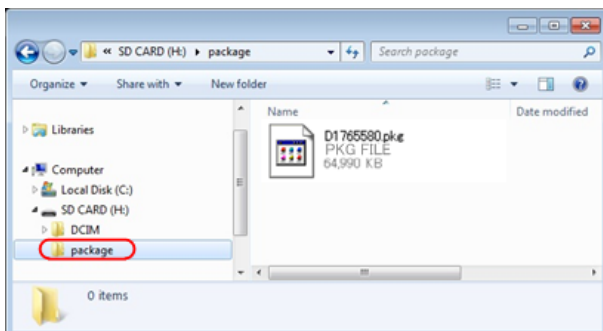 « SD CARD (H:) ▸ package
Search package
Organize ▾ Share with ▾ New folder
Name Date modified
Libraries
Computer
Local Disk (C:)
SD CARD (H:)
DCIM
package
D1765580.pkg
PKG FILE
64,990 KB
0 items